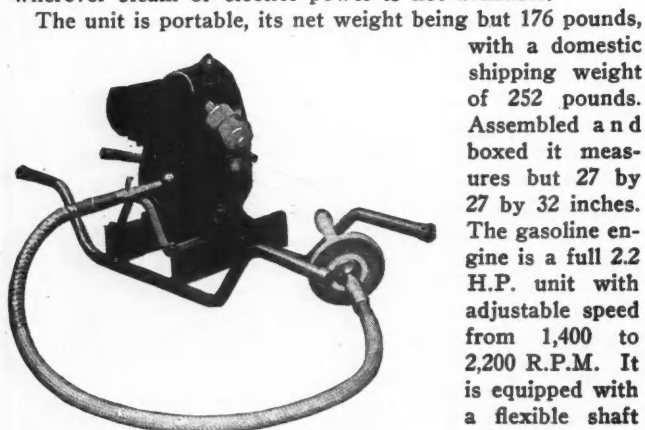 The unit is portable, its net weight being but 176 pounds,
with a domestic
shipping weight
of 252 pounds.
Assembled and
boxed it meas-
ures but 27 by
27 by 32 inches.
The gasoline en-
gine is a full 2.2
H.P. unit with
adjustable speed
from 1,400 to
2,200 R.P.M. It
is equipped with
a flexible shaft